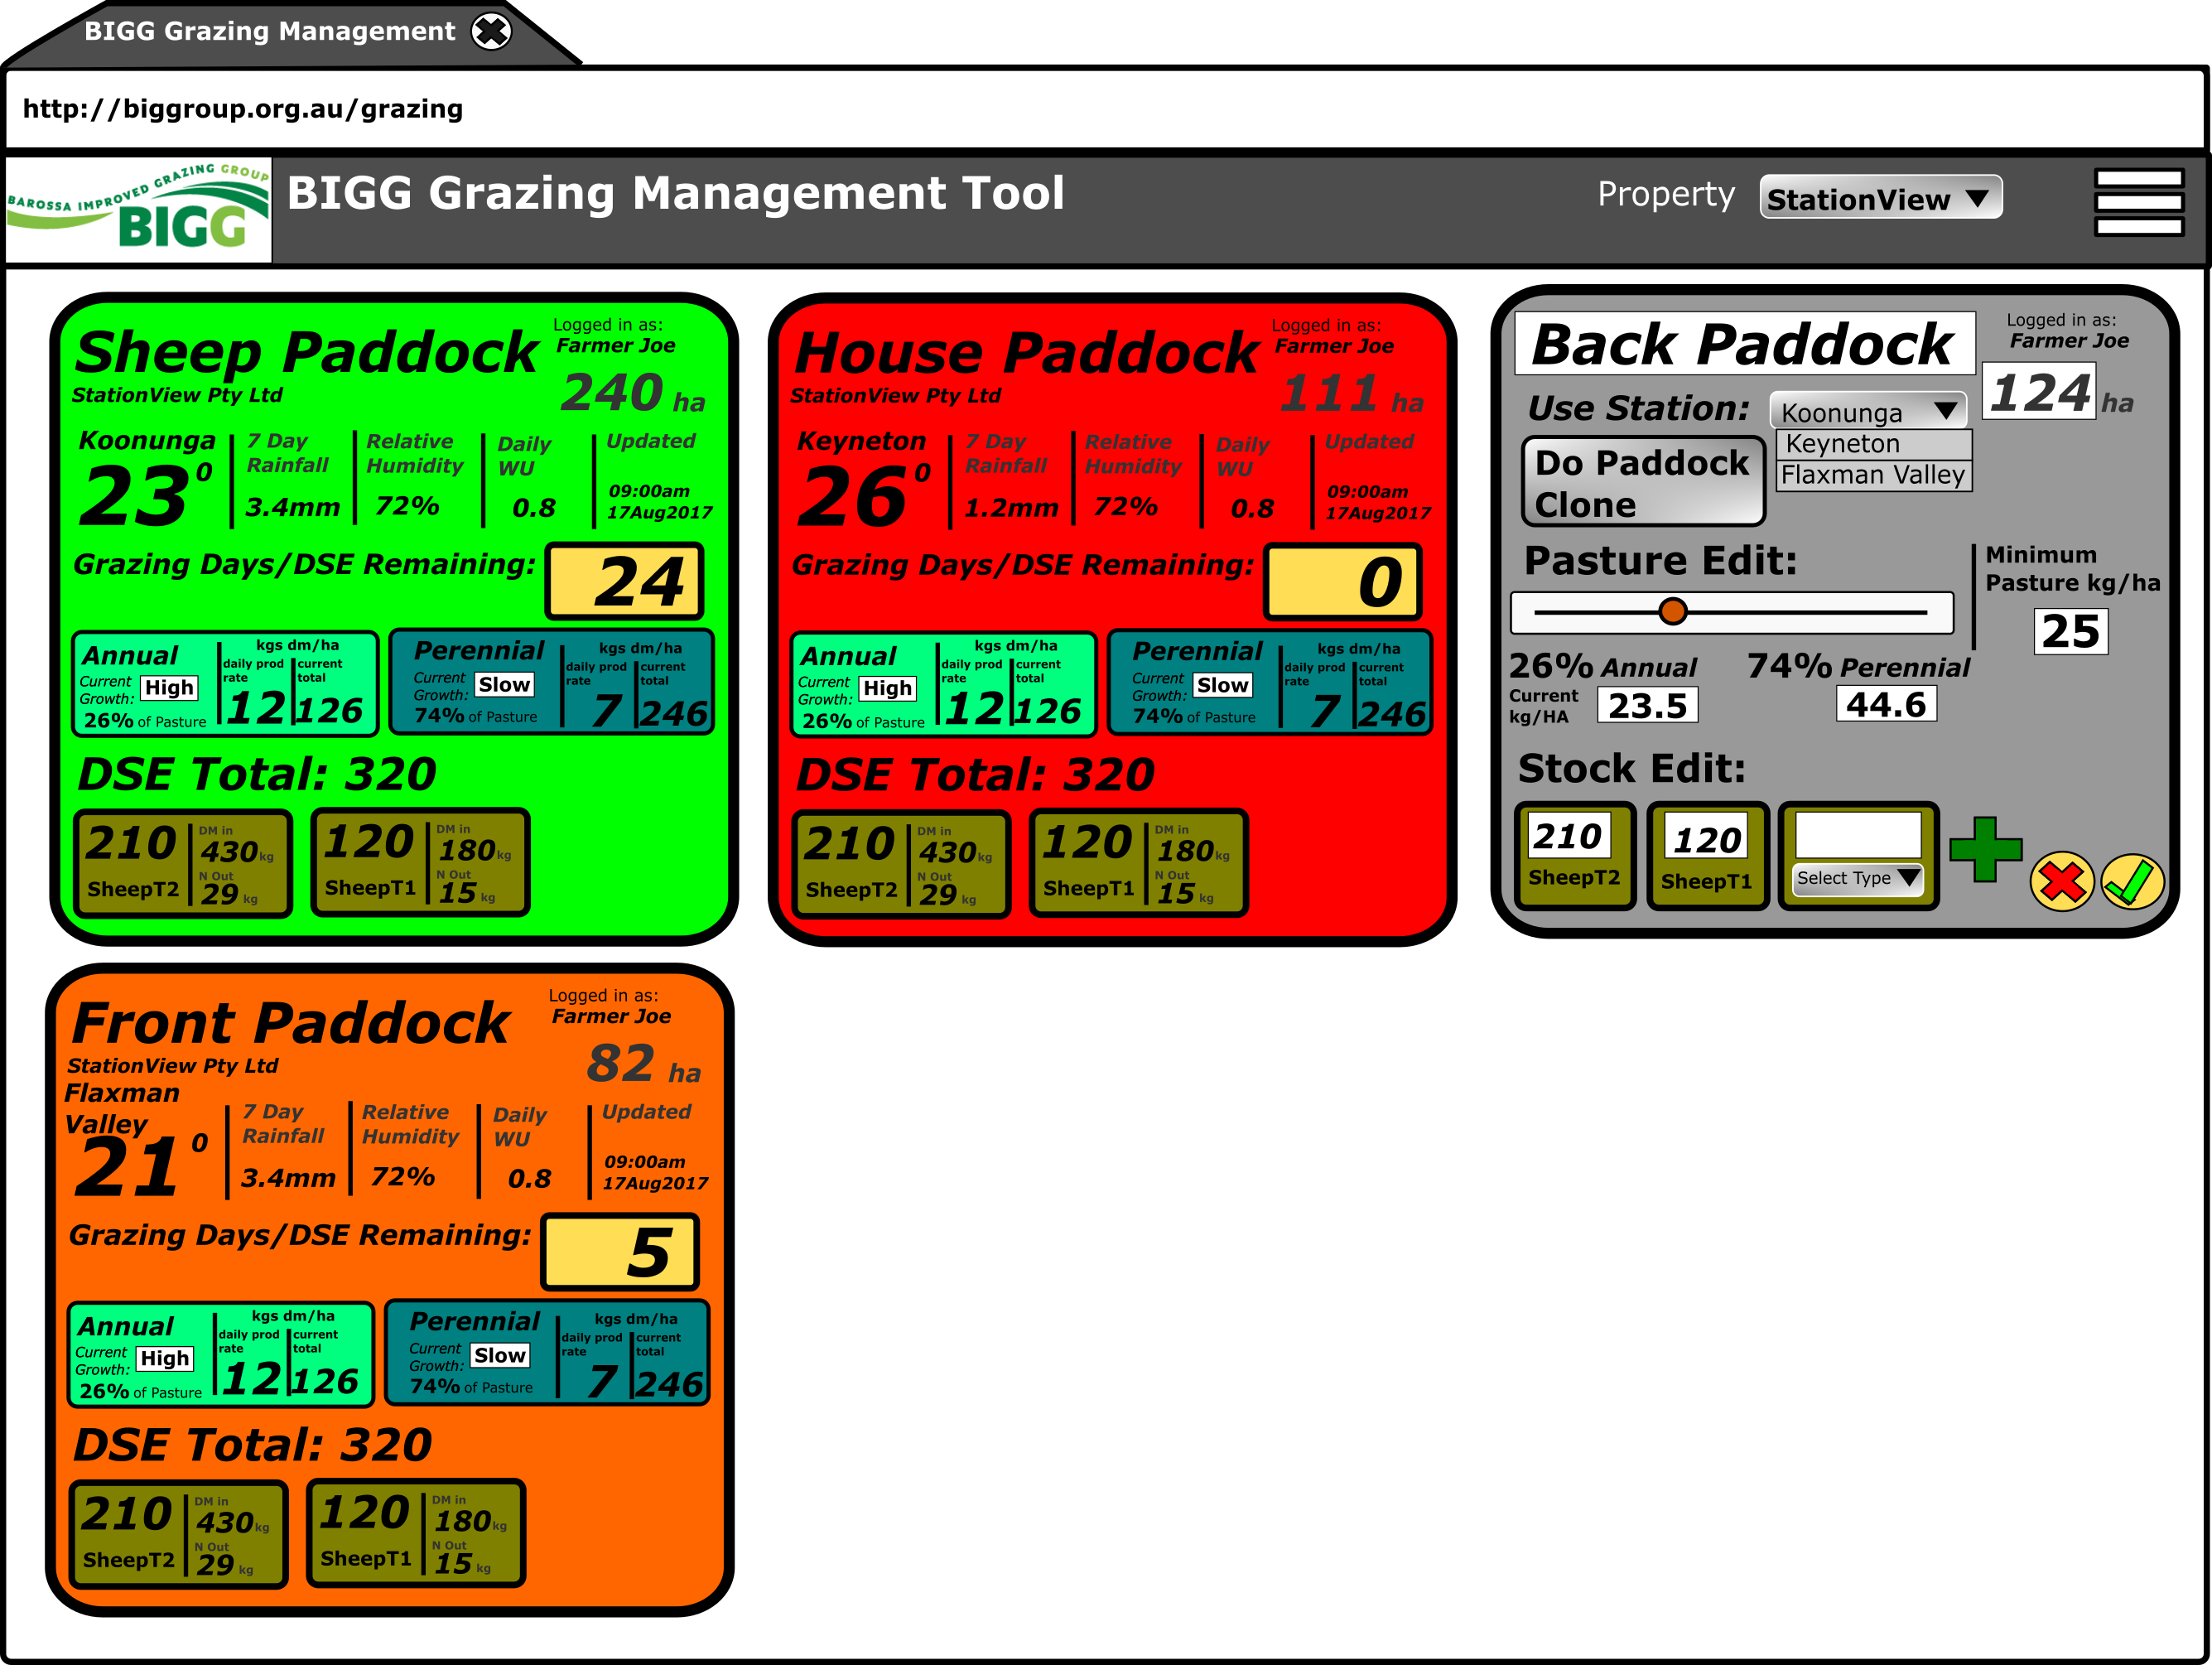 BIGG Grazing Management
http://biggroup.org.au/grazing
BAROSSA IMPROVED GRAZING GROUP
BIGG
BIGG Grazing Management Tool
Property StationView
Sheep Paddock
Logged in as:
Farmer Joe
StationView Pty Ltd
240 ha
Koonunga
23⁰
7 Day
Rainfall
3.4mm
Relative
Humidity
72%
Daily
WU
0.8
Updated
09:00am
17Aug2017
Grazing Days/DSE Remaining: 24
Annual
Current
Growth: High
26% of Pasture
kgs dm/ha
daily prod
rate
12
current
total
126
Perennial
Current
Growth: Slow
74% of Pasture
kgs dm/ha
daily prod
rate
7
current
total
246
DSE Total: 320
210
SheepT2
DM in
430 kg
N Out
29 kg
120
SheepT1
DM in
180 kg
N Out
15 kg
House Paddock
Logged in as:
Farmer Joe
StationView Pty Ltd
111 ha
Keyneton
26⁰
7 Day
Rainfall
1.2mm
Relative
Humidity
72%
Daily
WU
0.8
Updated
09:00am
17Aug2017
Grazing Days/DSE Remaining: 0
Annual
Current
Growth: High
26% of Pasture
kgs dm/ha
daily prod
rate
12
current
total
126
Perennial
Current
Growth: Slow
74% of Pasture
kgs dm/ha
daily prod
rate
7
current
total
246
DSE Total: 320
210
SheepT2
DM in
430 kg
N Out
29 kg
120
SheepT1
DM in
180 kg
N Out
15 kg
Back Paddock
Logged in as:
Farmer Joe
124 ha
Use Station: Koonunga
Keyneton
Flaxman Valley
Do Paddock
Clone
Pasture Edit:
Minimum
Pasture kg/ha
25
26% Annual
74% Perennial
Current
kg/HA
23.5
44.6
Stock Edit:
210
SheepT2
120
SheepT1
Select Type
Front Paddock
Logged in as:
Farmer Joe
StationView Pty Ltd
82 ha
Flaxman
Valley
21⁰
7 Day
Rainfall
3.4mm
Relative
Humidity
72%
Daily
WU
0.8
Updated
09:00am
17Aug2017
Grazing Days/DSE Remaining: 5
Annual
Current
Growth: High
26% of Pasture
kgs dm/ha
daily prod
rate
12
current
total
126
Perennial
Current
Growth: Slow
74% of Pasture
kgs dm/ha
daily prod
rate
7
current
total
246
DSE Total: 320
210
SheepT2
DM in
430 kg
N Out
29 kg
120
SheepT1
DM in
180 kg
N Out
15 kg